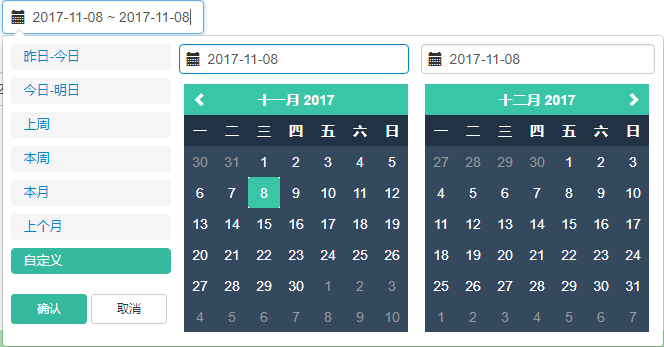 2017-11-08 ~ 2017-11-08
昨日-今日
今日-明日
上周
本周
本月
上个月
自定义
确认 取消
2017-11-08
十一月 2017
一 二 三 四 五 六 日
30 31 1 2 3 4 5
6 7 8 9 10 11 12
13 14 15 16 17 18 19
20 21 22 23 24 25 26
27 28 29 30 1 2 3
4 5 6 7 8 9 10
2017-11-08
十二月 2017
一 二 三 四 五 六 日
27 28 29 30 1 2 3
4 5 6 7 8 9 10
11 12 13 14 15 16 17
18 19 20 21 22 23 24
25 26 27 28 29 30 31
1 2 3 4 5 6 7